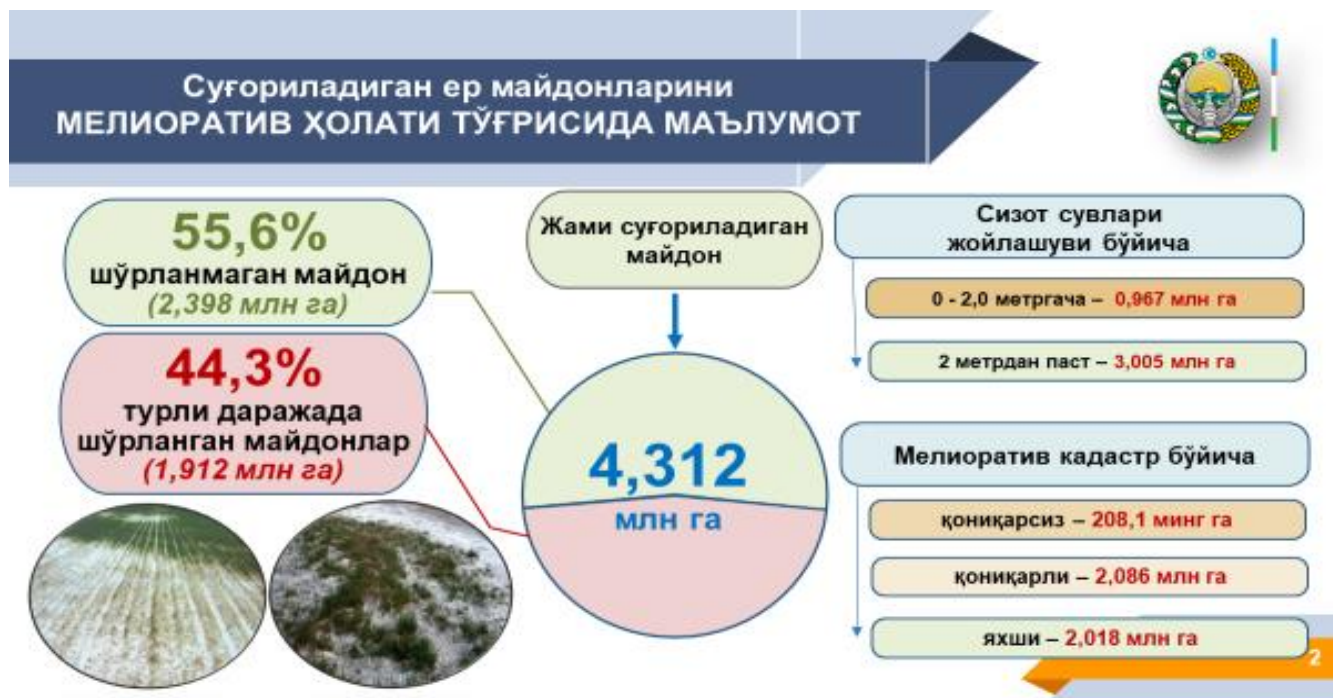 Суғориладиган ер майдонларини
МЕЛИОРАТИВ ҲОЛАТИ ТЎҒРИСИДА МАЪЛУМОТ
55,6%
шўрланмаган майдон
(2,398 млн га)
44,3%
турли даражада
шўрланган майдонлар
(1,912 млн га)
Жами суғориладиган
майдон
4,312
млн га
Сизот сувлари
жойлашуви бўйича
0 - 2,0 метргача – 0,967 млн га
2 метрдан паст – 3,005 млн га
Мелиоратив кадастр бўйича
қониқарсиз – 208,1 минг га
қониқарли – 2,086 млн га
яхши – 2,018 млн га
2